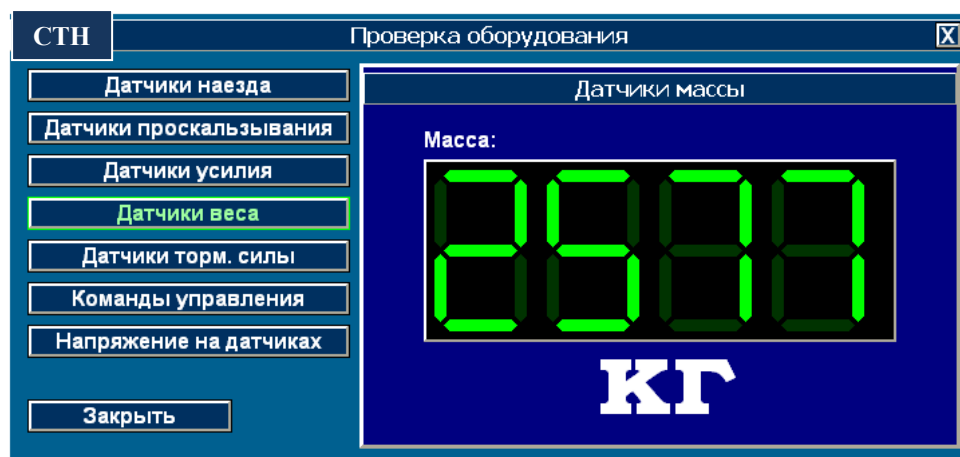 СТН
Проверка оборудования
X
Датчики наезда
Датчики проскальзывания
Датчики усилия
Датчики веса
Датчики торм. силы
Команды управления
Напряжение на датчиках
Закрыть
Датчики массы
Масса:
2577
КГ